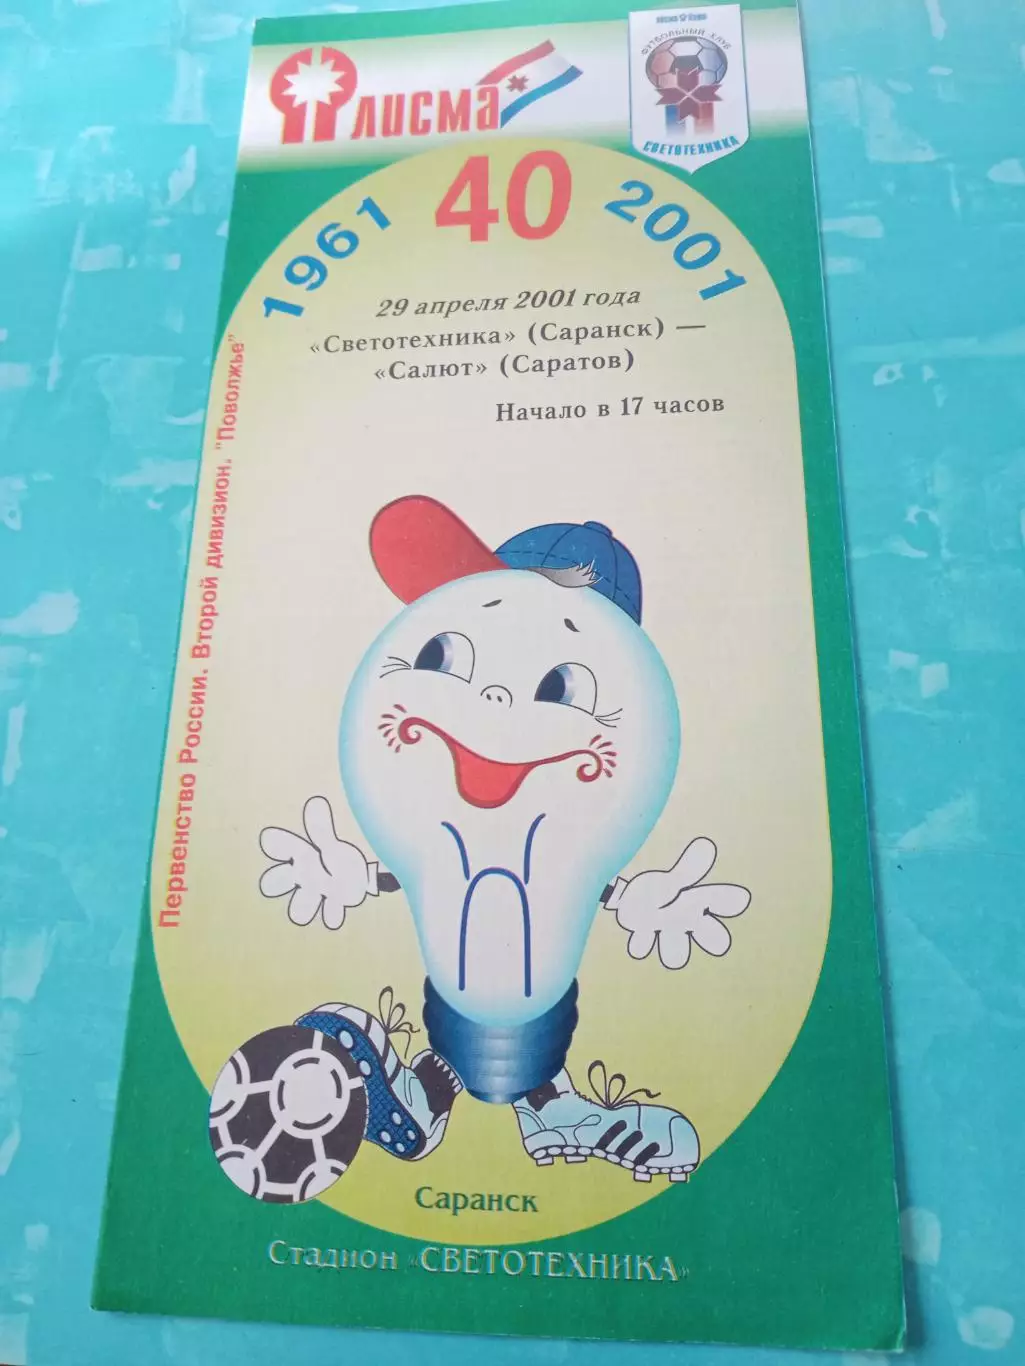 Лисма
ФУТБОЛЬНЫЙ КЛУБ
СВЕТОТЕХНИКА
1961
40
2001
29 апреля 2001 года
«Светотехника» (Саранск) —
«Салют» (Саратов)
Начало в 17 часов
Первенство России. Второй дивизион. "Поволжье"
Саранск
Стадион «СВЕТОТЕХНИКА»